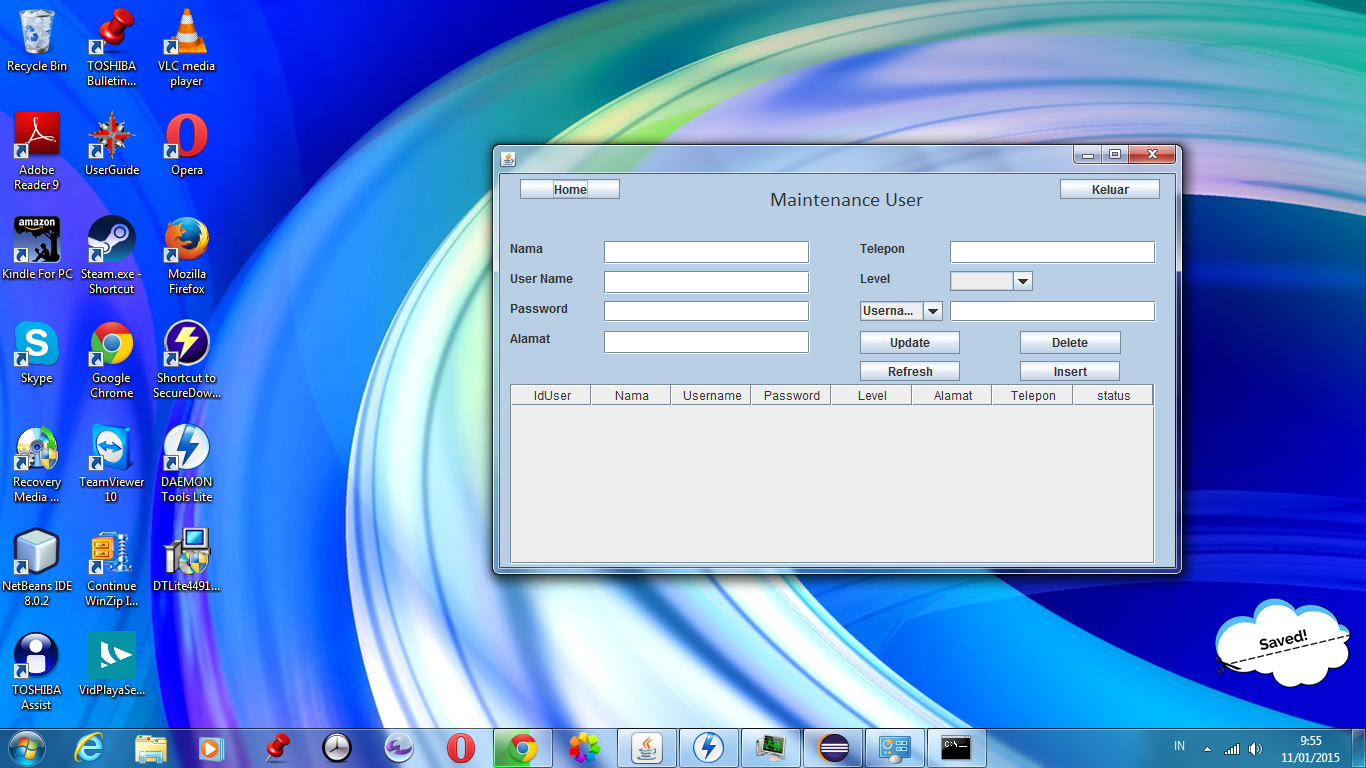 Recycle Bin
TOSHIBA
Bulletin...
VLC media
player
Adobe
Reader 9
UserGuide
Opera
amazon
Kindle For PC
Steam.exe -
Shortcut
Mozilla
Firefox
Skype
Google
Chrome
Shortcut to
SecureDow...
Recovery
Media ...
TeamViewer
10
DAEMON
Tools Lite
NetBeans IDE
8.0.2
Continue
WinZip I...
DTLite4491...
TOSHIBA
Assist
VidPlayaSe...
Home
Maintenance User
Keluar
Nama
Telepon
User Name
Level
Password
Userna...
Alamat
Update
Delete
Refresh
Insert
IdUser Nama Username Password Level Alamat Telepon status
Saved!
C:\
IN
9:55
11/01/2015